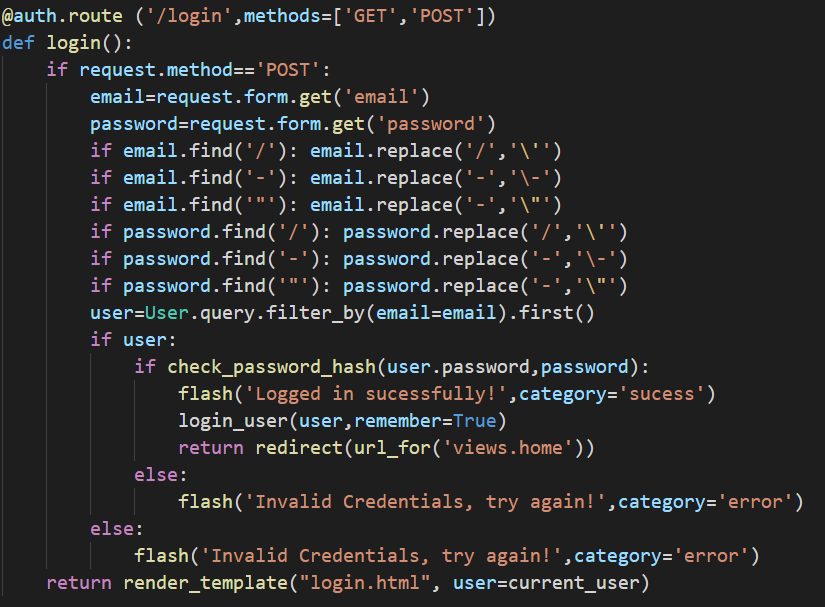 @auth.route ('/login',methods=['GET','POST'])
def login():
    if request.method=='POST':
        email=request.form.get('email')
        password=request.form.get('password')
        if email.find('/'): email.replace('/','\'')
        if email.find('-'): email.replace('-','\-')
        if email.find('"'): email.replace('-','\"')
        if password.find('/'): password.replace('/','\'')
        if password.find('-'): password.replace('-','\-')
        if password.find('"'): password.replace('-','\"')
        user=User.query.filter_by(email=email).first()
        if user:
            if check_password_hash(user.password,password):
                flash('Logged in sucessfully!',category='sucess')
                login_user(user,remember=True)
                return redirect(url_for('views.home'))
            else:
                flash('Invalid Credentials, try again!',category='error')
        else:
            flash('Invalid Credentials, try again!',category='error')
    return render_template("login.html", user=current_user)